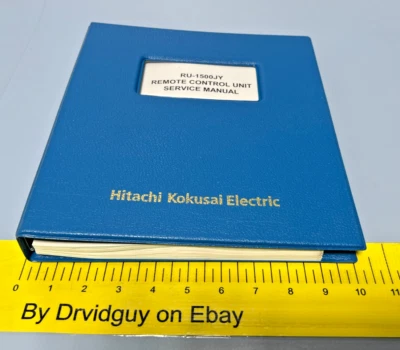 RU-1500JY
REMOTE CONTROL UNIT
SERVICE MANUAL
Hitachi Kokusai Electric
0 1 2 3 4 5 6 7 8 9 10 11
By Drvidguy on Ebay